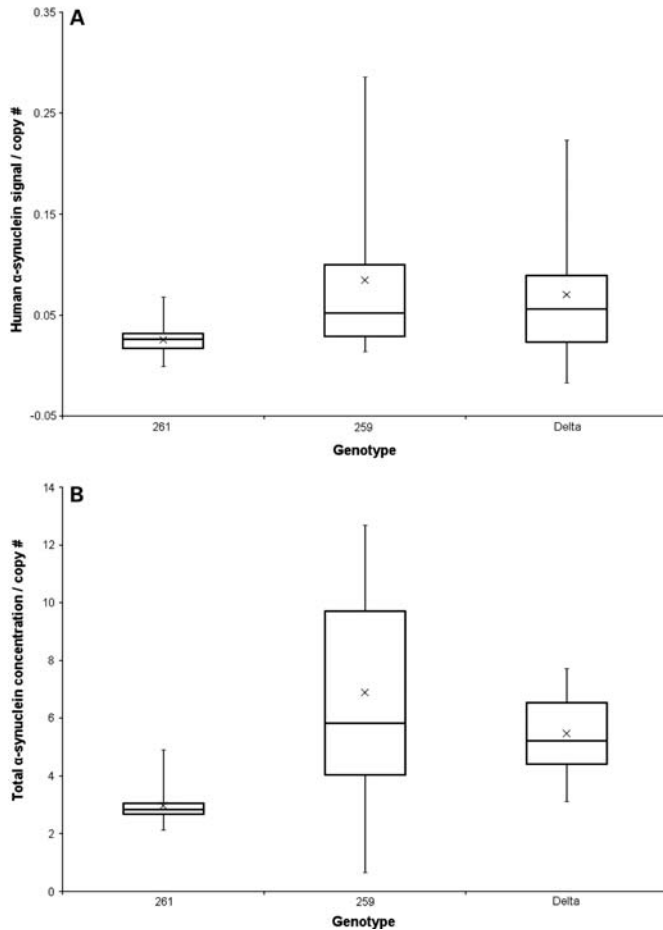 A
Human α-synuclein signal / copy #
0.35
0.25
0.15
0.05
-0.05
261 259 Delta
Genotype
B
Total α-synuclein concentration / copy #
14
12
10
8
6
4
2
0
261 259 Delta
Genotype